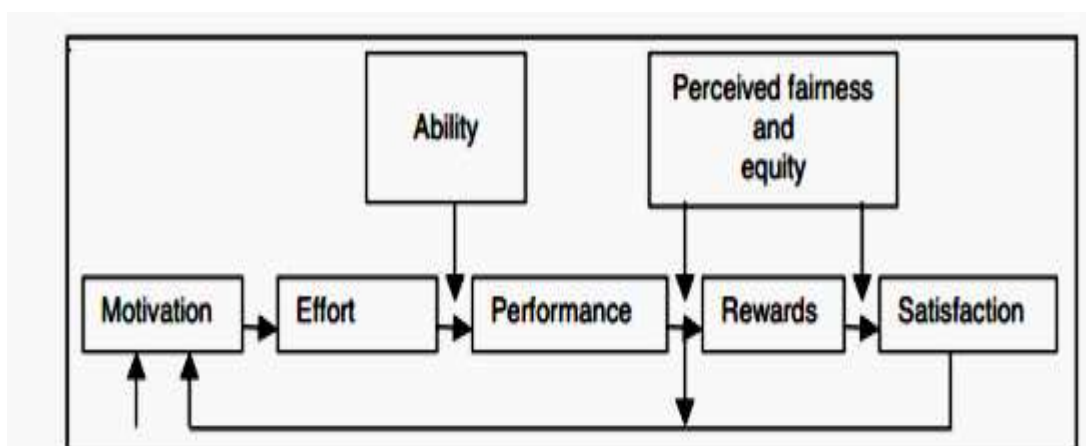 Ability
Perceived fairness
and
equity
Motivation
Effort
Performance
Rewards
Satisfaction